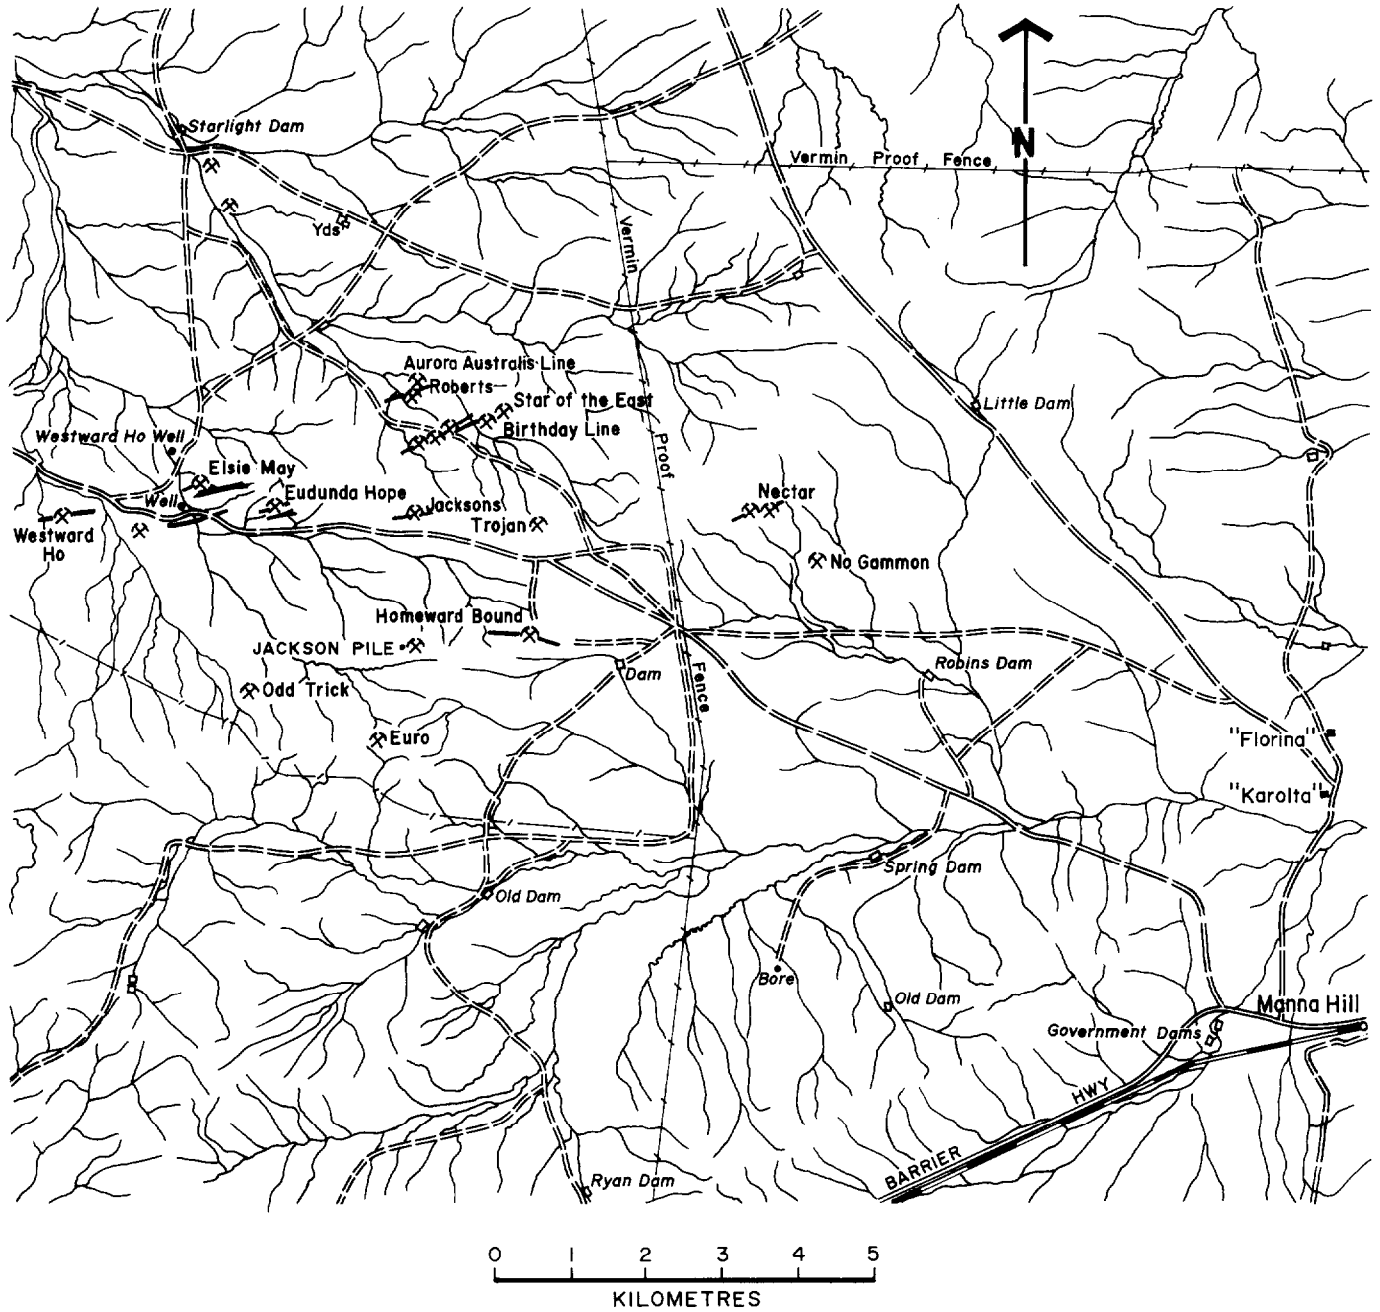 N
Starlight Dam
Vermin Proof Fence
Yds
Vermin
Proof
Fence
Aurora Australis Line
Roberts
Star of the East
Birthday Line
Little Dam
Westward Ho Well
Elsie May
Eudunda Hope
Well
Jacksons
Trojan
Nectar
Westward
Ho
No Gammon
Homeward Bound
JACKSON PILE
Dam
Robins Dam
Odd Trick
Euro
"Florina"
"Karolta"
Spring Dam
Old Dam
Bore
Old Dam
Manna Hill
Government Dams
BARRIER HWY
Ryan Dam
0 1 2 3 4 5
KILOMETRES